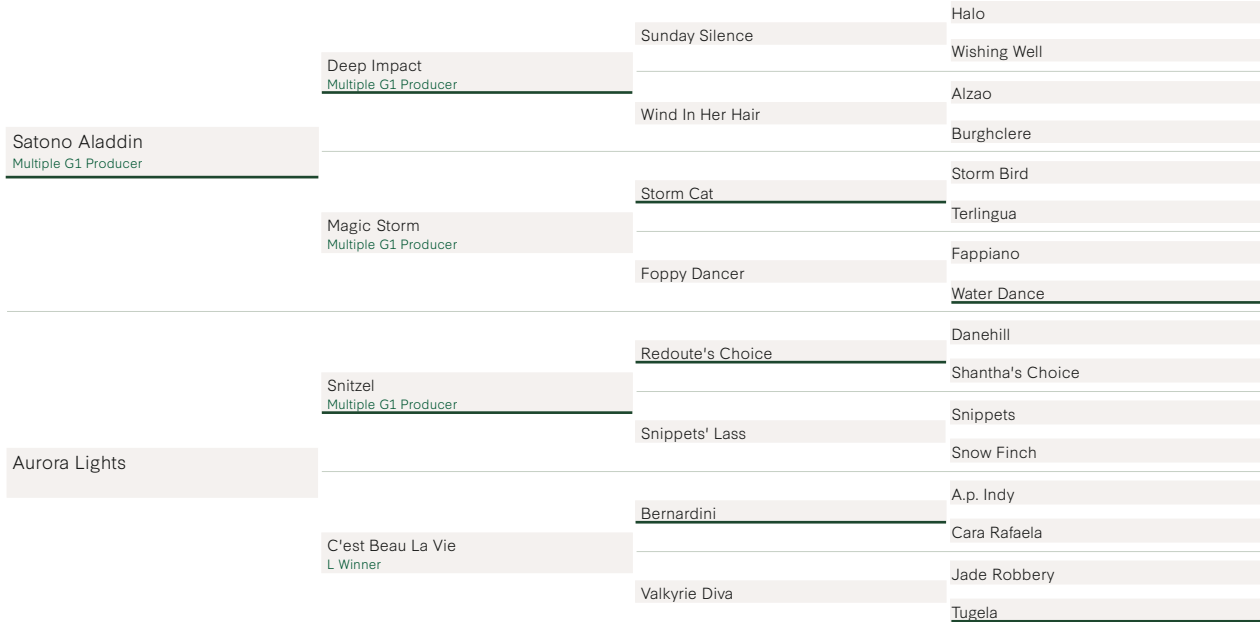 Satono Aladdin
Multiple G1 Producer
Aurora Lights
Deep Impact
Multiple G1 Producer
Magic Storm
Multiple G1 Producer
Snitzel
Multiple G1 Producer
C'est Beau La Vie
L Winner
Sunday Silence
Wind In Her Hair
Storm Cat
Foppy Dancer
Redoute's Choice
Snippets' Lass
Bernardini
Valkyrie Diva
Halo
Wishing Well
Alzao
Burghclere
Storm Bird
Terlingua
Fappiano
Water Dance
Danehill
Shantha's Choice
Snippets
Snow Finch
A.p. Indy
Cara Rafaela
Jade Robbery
Tugela